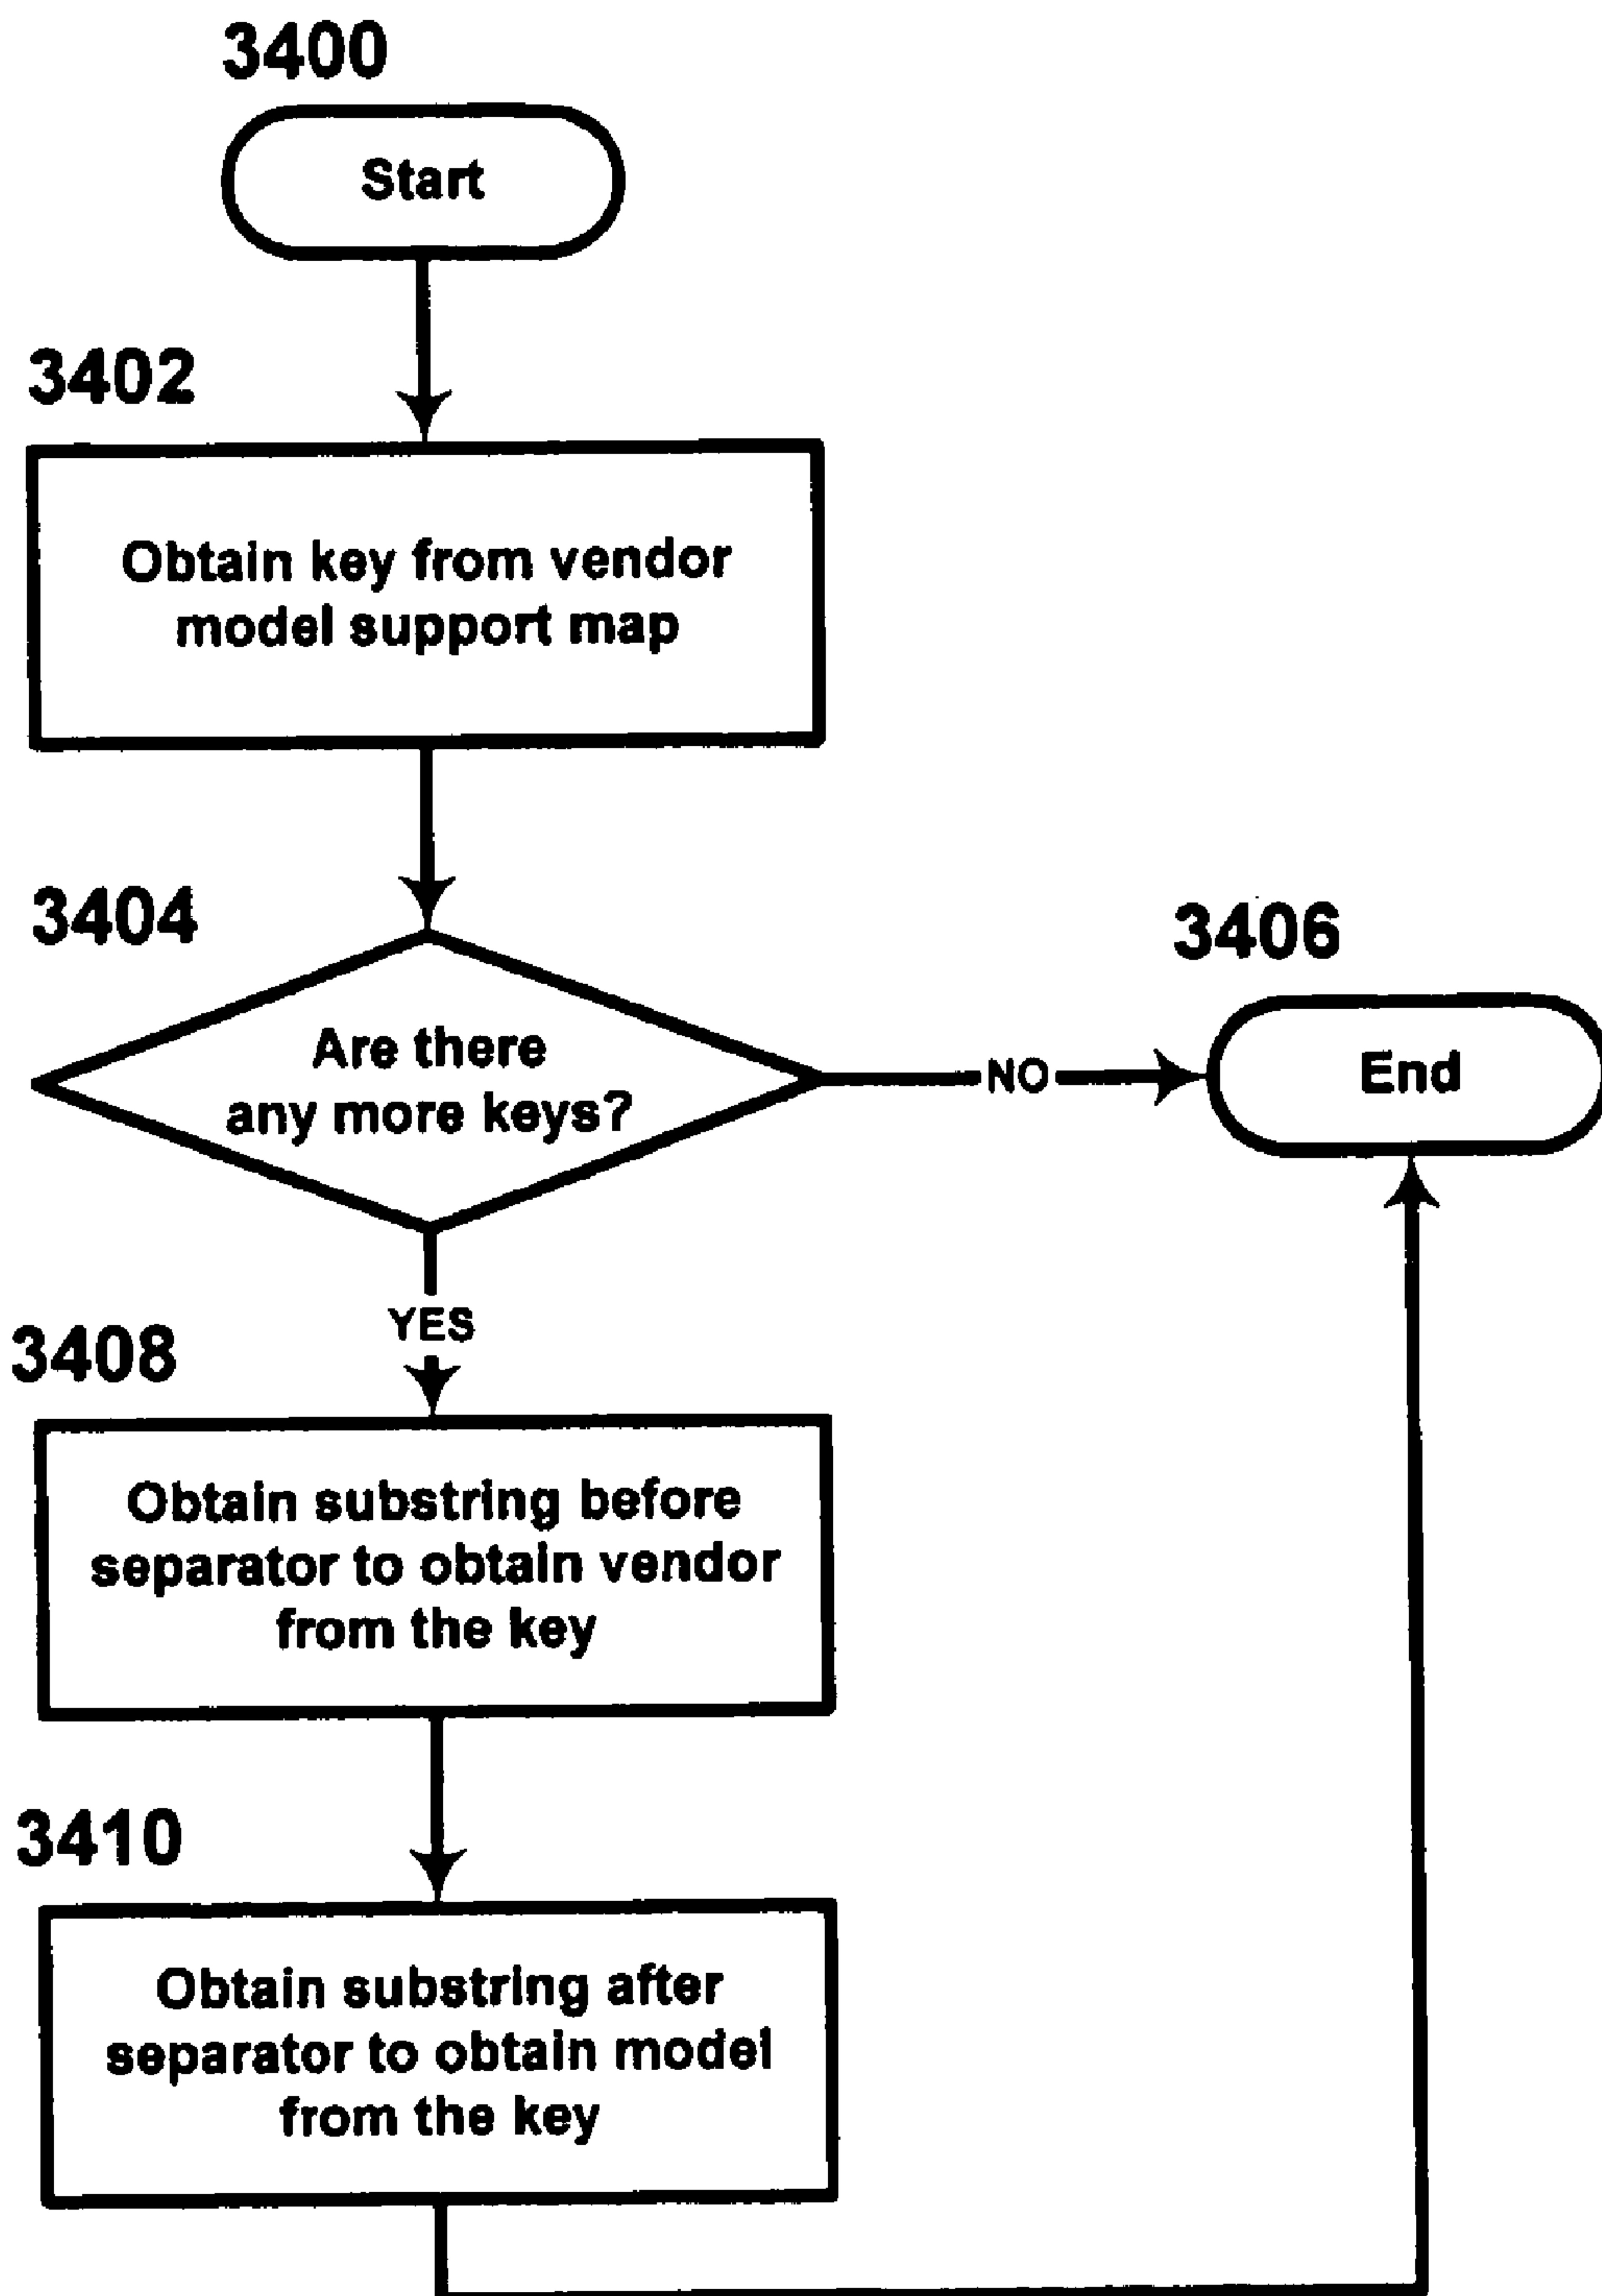 3400
Start
3402
Obtain key from vendor
model support map
3404
Are there
any more keys?
NO
3406
End
YES
3408
Obtain substring before
separator to obtain vendor
from the key
3410
Obtain substring after
separator to obtain model
from the key